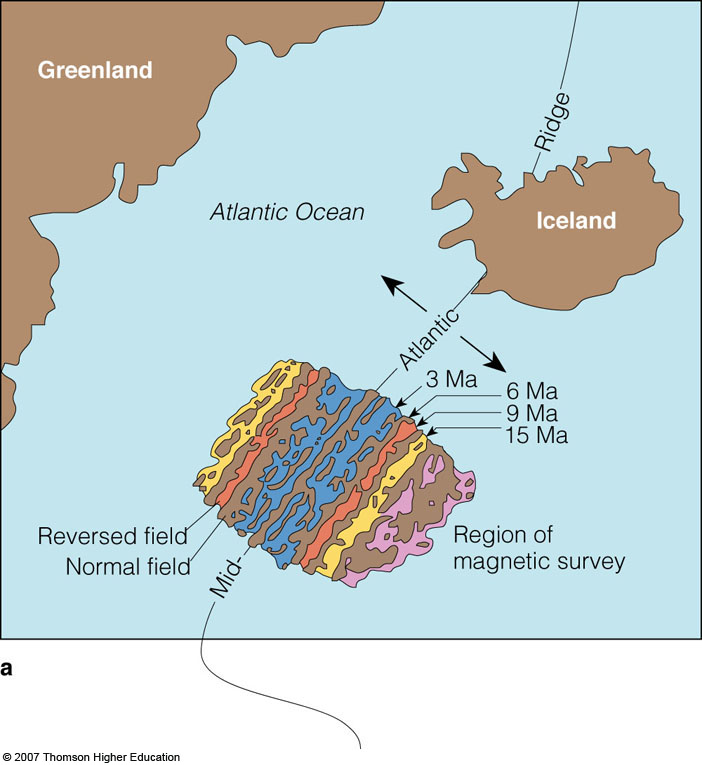 Greenland
Ridge
Atlantic Ocean
Iceland
Atlantic
3 Ma
6 Ma
9 Ma
15 Ma
Reversed field
Normal field
Mid-
Region of
magnetic survey
a
© 2007 Thomson Higher Education